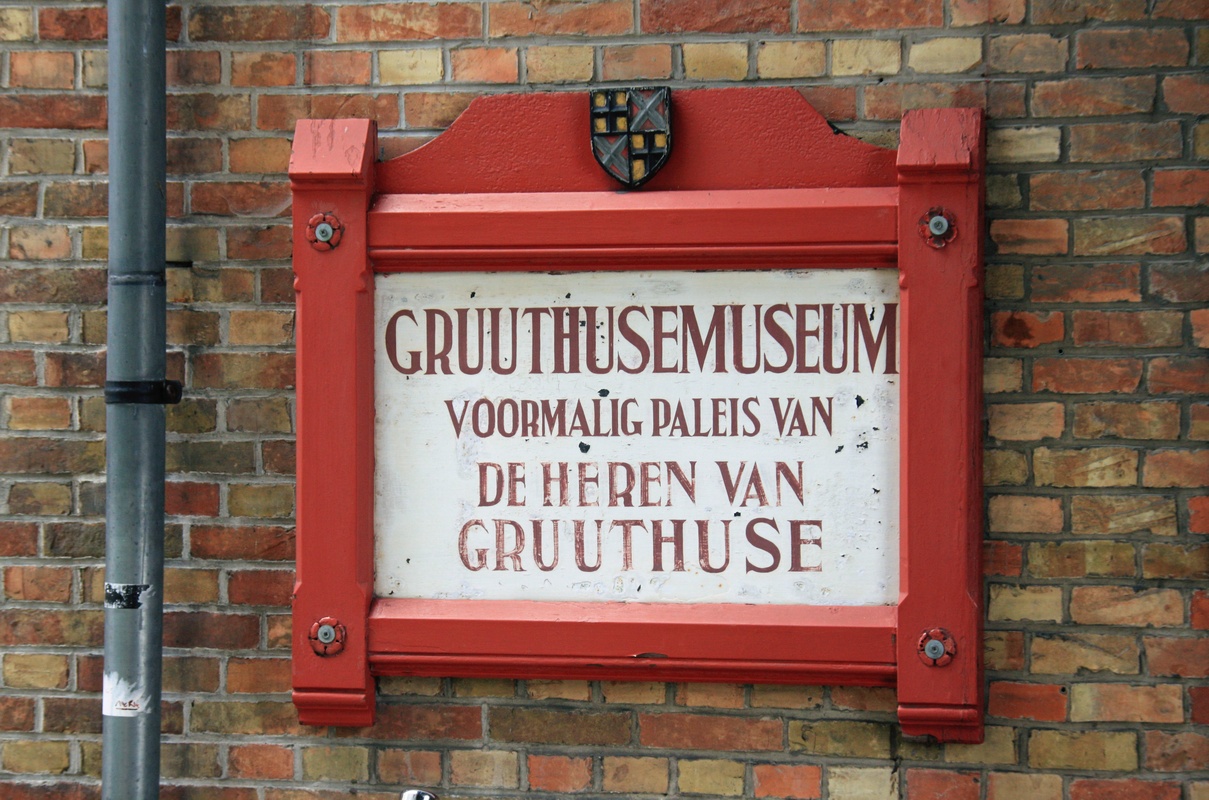 GRUUTHUSEMUSEUM
VOORMALIG PALEIS VAN
DE HEREN VAN
GRUUTHUSE